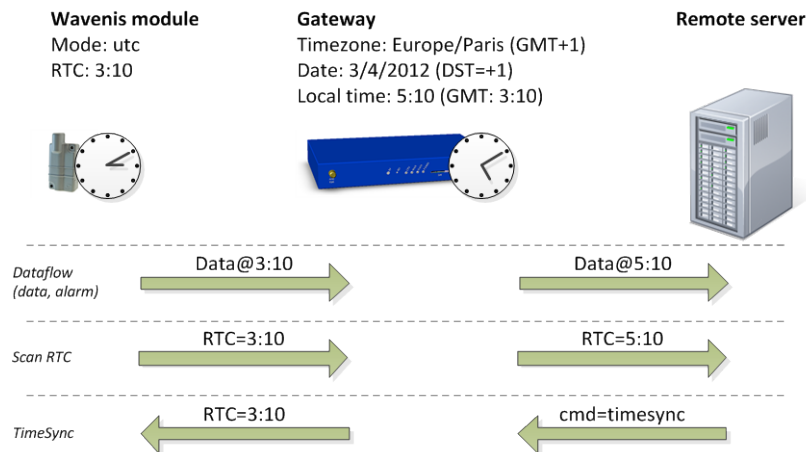 Wavenis module
Mode: utc
RTC: 3:10
Gateway
Timezone: Europe/Paris (GMT+1)
Date: 3/4/2012 (DST=+1)
Local time: 5:10 (GMT: 3:10)
Remote server
Dataflow
(data, alarm)
Data@3:10
Data@5:10
Scan RTC
RTC=3:10
RTC=5:10
TimeSync
RTC=3:10
cmd=timesync